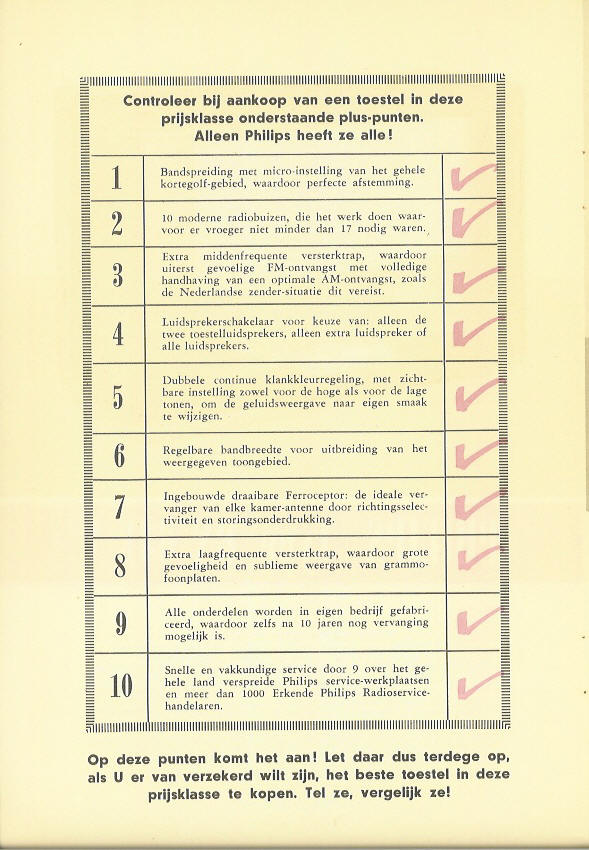 Controleer bij aankoop van een toestel in deze
prijsklasse onderstaande plus-punten.
Alleen Philips heeft ze alle!
1
Bandspreiding met micro-instelling van het gehele
kortegolf-gebied, waardoor perfecte afstemming.
2
10 moderne radiobuizen, die het werk doen waar-
voor er vroeger niet minder dan 17 nodig waren.
3
Extra middenfrequente versterktrap, waardoor
uiterst gevoelige FM-ontvangst met volledige
handhaving van een optimale AM-ontvangst, zoals
de Nederlandse zender-situatie dit vereist.
4
Luidsprekerschakelaar voor keuze van: alleen de
twee toestelluidsprekers, alleen extra luidspreker of
alle luidsprekers.
5
Dubbele continue klankkleurregeling, met zicht-
bare instelling zowel voor de hoge als voor de lage
tonen, om de geluidsweergave naar eigen smaak
te wijzigen.
6
Regelbare bandbreedte voor uitbreiding van het
weergegeven toongebied.
7
Ingebouwde draaibare Ferroceptor: de ideale ver-
vanger van elke kamer-antenne door richtingsselec-
tiviteit en storingsonderdrukking.
8
Extra laagfrequente versterktrap, waardoor grote
gevoeligheid en sublieme weergave van grammo-
foonplaten.
9
Alle onderdelen worden in eigen bedrijf gefabri-
ceerd, waardoor zelfs na 10 jaren nog vervanging
mogelijk is.
10
Snelle en vakkundige service door 9 over het ge-
hele land verspreide Philips service-werkplaatsen
en meer dan 1000 Erkende Philips Radioservice-
handelaren.
Op deze punten komt het aan! Let daar dus terdege op,
als U er van verzekerd wilt zijn, het beste toestel in deze
prijsklasse te kopen. Tel ze, vergelijk ze!